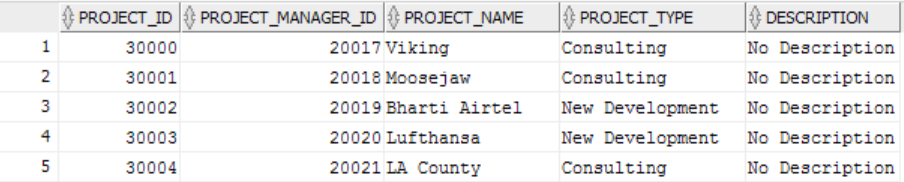 PROJECT_ID PROJECT_MANAGER_ID PROJECT_NAME PROJECT_TYPE DESCRIPTION
1 30000 20017 Viking Consulting No Description
2 30001 20018 Moosejaw Consulting No Description
3 30002 20019 Bharti Airtel New Development No Description
4 30003 20020 Lufthansa New Development No Description
5 30004 20021 LA County Consulting No Description